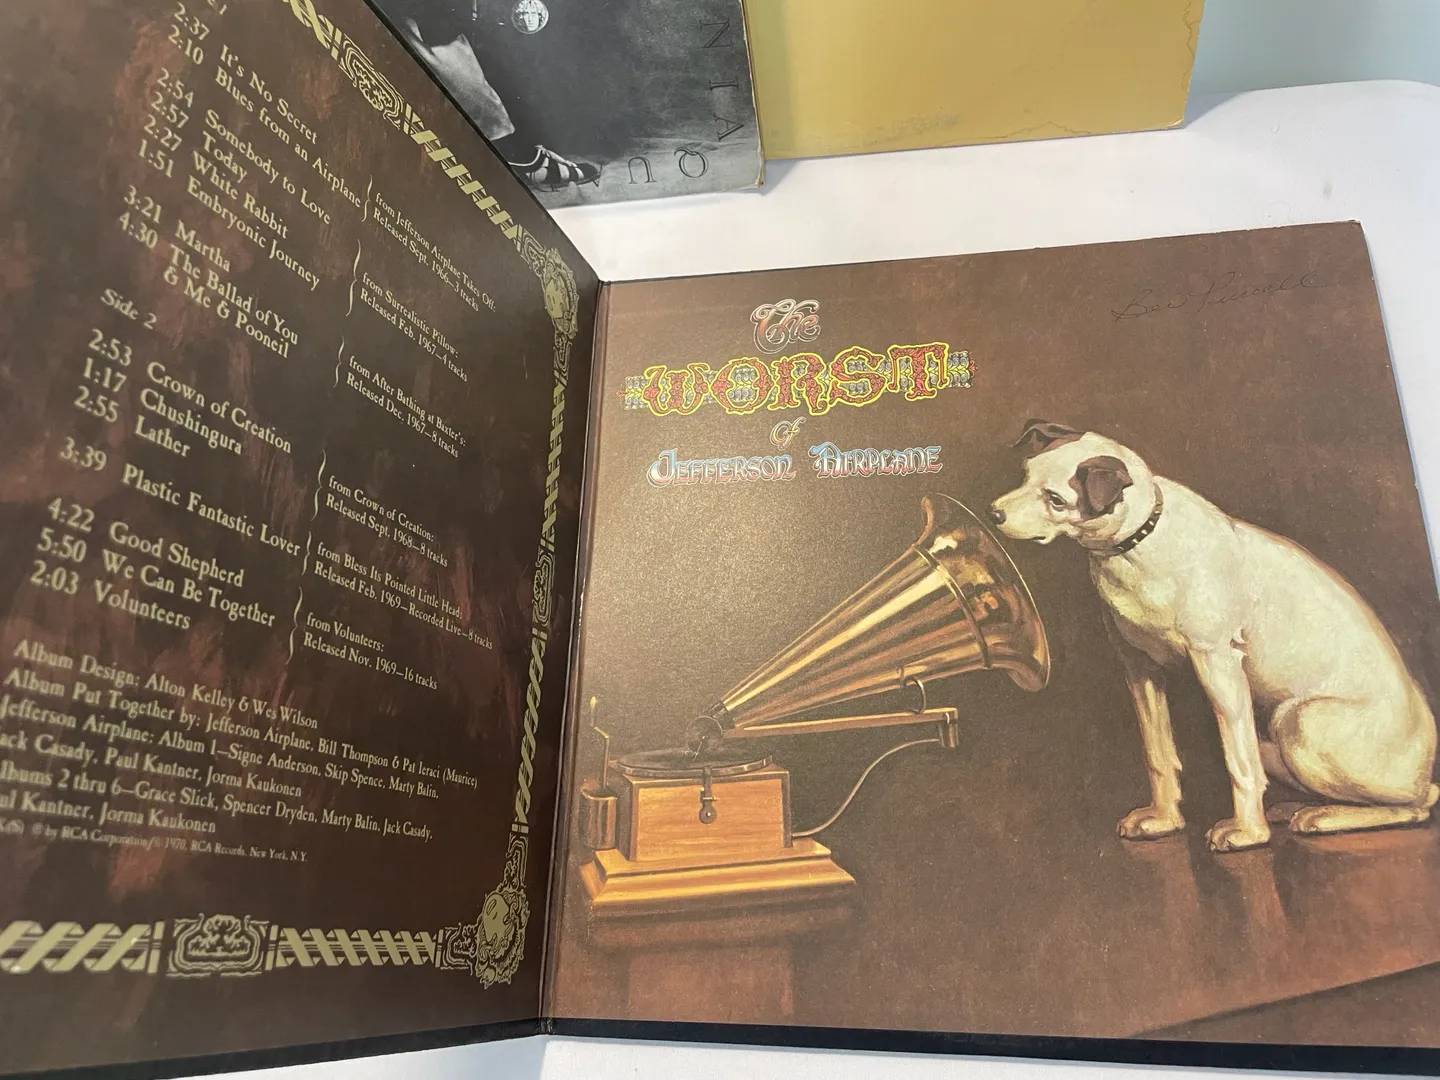 2:37 It's No Secret
2:10 Blues from an Airplane
from Jefferson Airplane Takes Off:
Released Sept. 1966—3 tracks
2:54 Somebody to Love
2:57 Today
2:27 White Rabbit
1:51 Embryonic Journey
from Surrealistic Pillow:
Released Feb. 1967—4 tracks
3:21 Martha
4:30 The Ballad of You
& Me & Pooneil
from After Bathing at Baxter's:
Released Dec. 1967—8 tracks
Side 2
2:53 Crown of Creation
1:17 Chushingura
2:55 Lather
from Crown of Creation:
Released Sept. 1968—8 tracks
3:39 Plastic Fantastic Lover
from Bless Its Pointed Little Head:
Released Feb. 1969—Recorded Live—8 tracks
4:22 Good Shepherd
5:50 We Can Be Together
2:03 Volunteers
from Volunteers:
Released Nov. 1969—16 tracks
Album Design: Alton Kelley & Wes Wilson
Album Put Together by: Jefferson Airplane, Bill Thompson & Pat Ieraci (Maurice)
Jefferson Airplane: Album 1—Signe Anderson, Skip Spence, Marty Balin,
ack Casady, Paul Kantner, Jorma Kaukonen
lbums 2 thru 6—Grace Slick, Spencer Dryden, Marty Balin, Jack Casady,
ul Kantner, Jorma Kaukonen
© by RCA Corporation/℗ 1970, RCA Records, New York, N.Y.
NIA
QUA
The
WORST
Of
JEFFERSON AIRPLANE